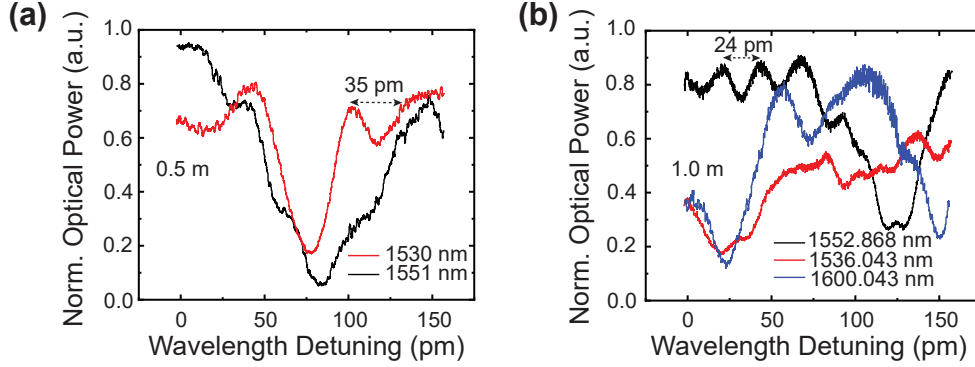 (a)
Norm. Optical Power (a.u.)
1.0
0.8
0.6
0.4
0.2
0.0
35 pm
0.5 m
1530 nm
1551 nm
0 50 100 150
Wavelength Detuning (pm)
(b)
Norm. Optical Power (a.u.)
1.0
0.8
0.6
0.4
0.2
0.0
24 pm
1.0 m
1552.868 nm
1536.043 nm
1600.043 nm
0 50 100 150
Wavelength Detuning (pm)